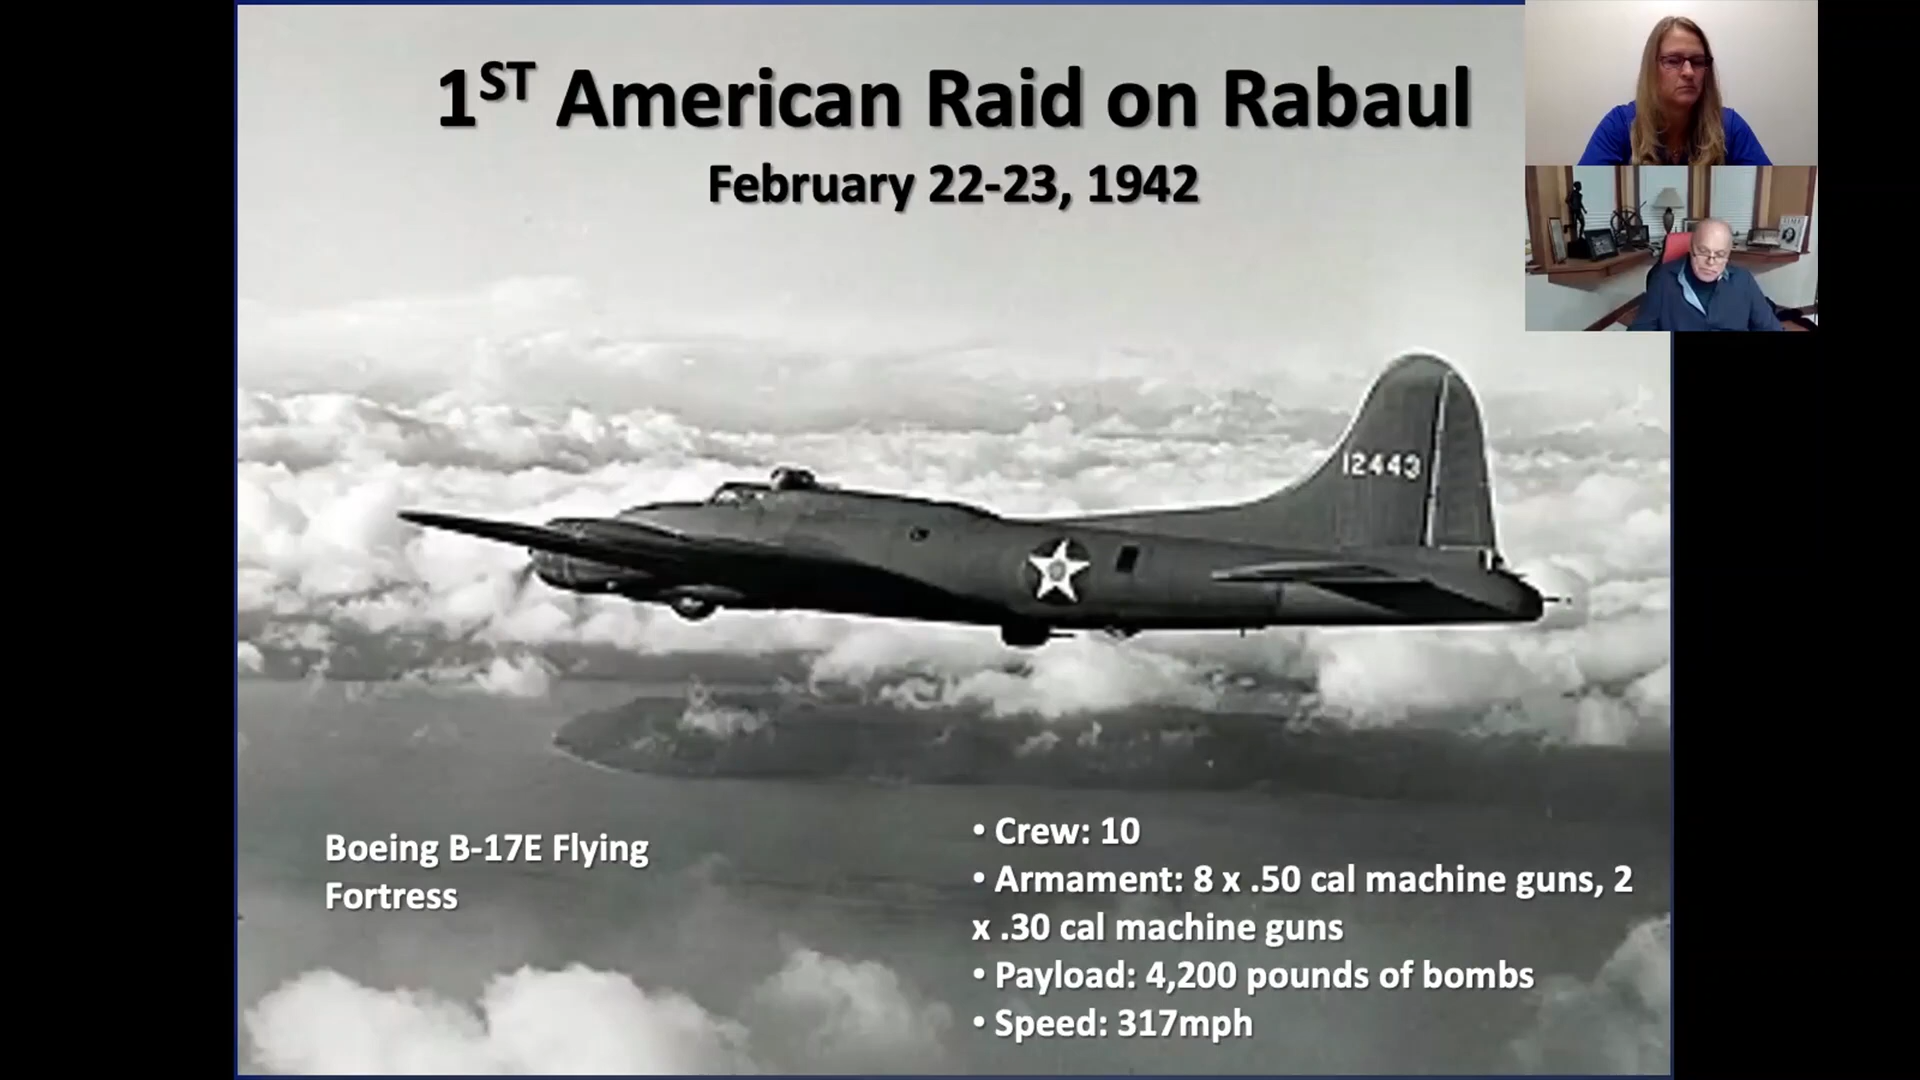 1ST American Raid on Rabaul
February 22-23, 1942
12443
Boeing B-17E Flying
Fortress
• Crew: 10
• Armament: 8 x .50 cal machine guns, 2
x .30 cal machine guns
• Payload: 4,200 pounds of bombs
• Speed: 317mph